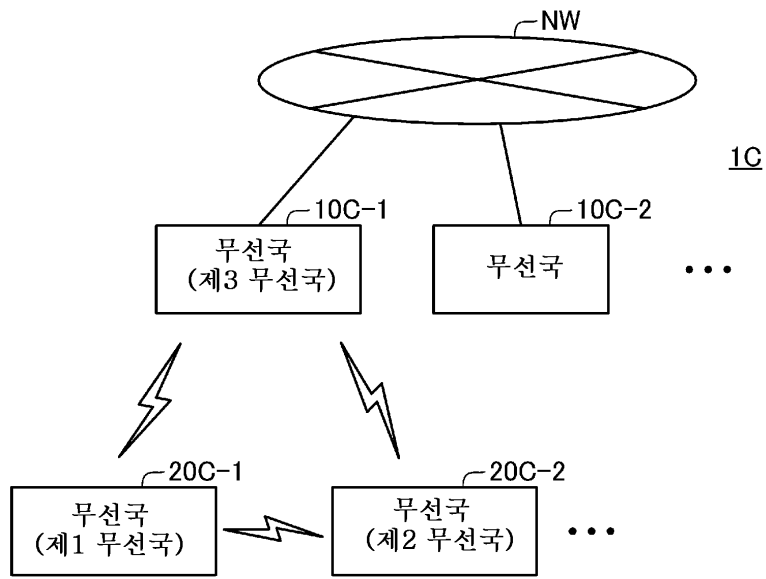 NW
1C
10C-1
10C-2
무선국
(제3 무선국)
무선국
•••
20C-1
20C-2
무선국
(제1 무선국)
무선국
(제2 무선국)
•••